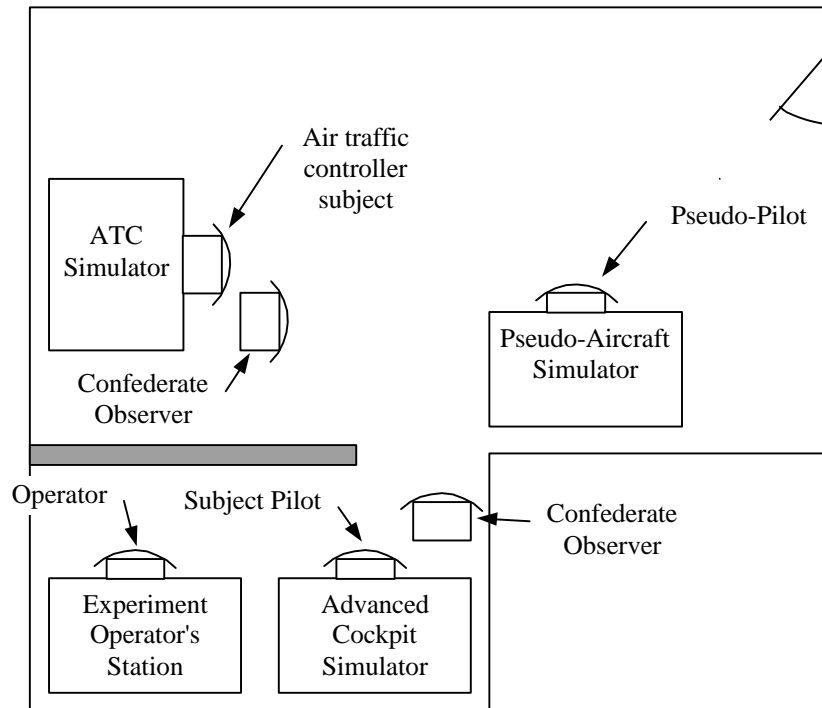 Air traffic
controller
subject
ATC
Simulator
Pseudo-Pilot
Pseudo-Aircraft
Simulator
Confederate
Observer
Operator
Subject Pilot
Confederate
Observer
Experiment
Operator's
Station
Advanced
Cockpit
Simulator